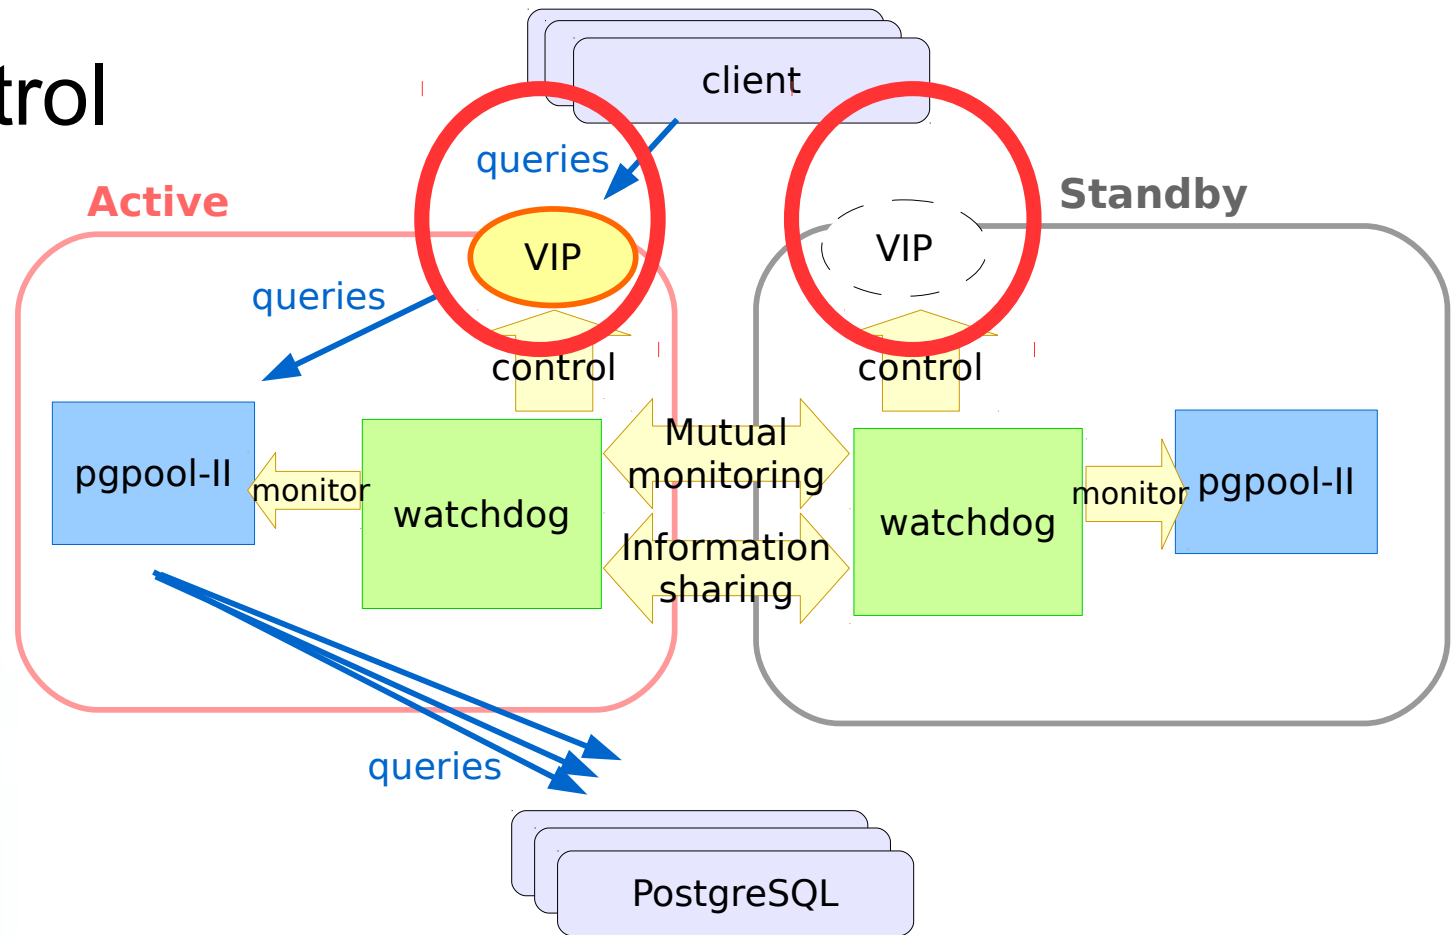 client
trol
queries
Active
Standby
VIP
VIP
queries
control
control
Mutual
monitoring
pgpool-II
monitor
watchdog
watchdog
monitor
pgpool-II
Information
sharing
queries
PostgreSQL